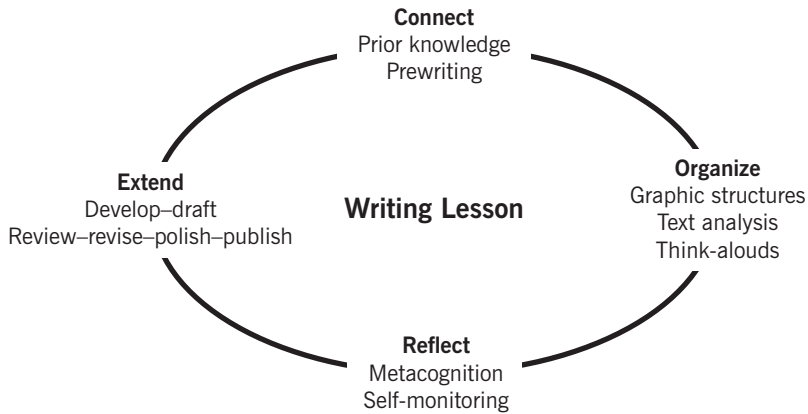 Connect
Prior knowledge
Prewriting
Organize
Graphic structures
Text analysis
Think-alouds
Writing Lesson
Extend
Develop–draft
Review–revise–polish–publish
Reflect
Metacognition
Self-monitoring